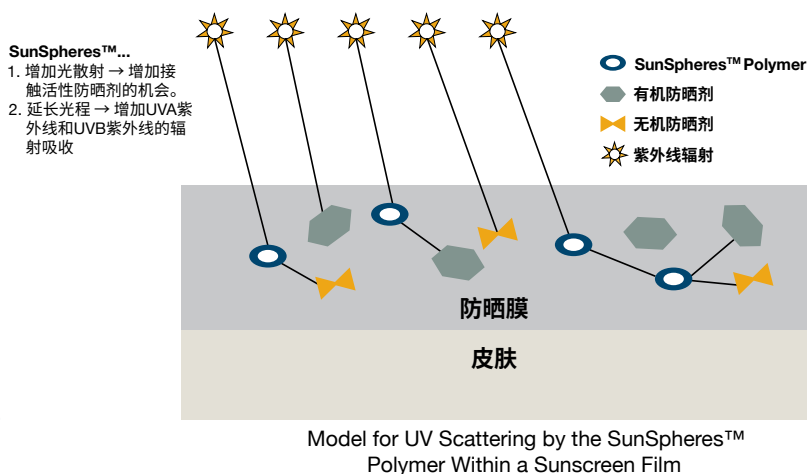 SunSpheres™...
1. 增加光散射 → 增加接
触活性防晒剂的机会。
2. 延长光程 → 增加UVA紫
外线和UVB紫外线的辐
射吸收
SunSpheres™ Polymer
有机防晒剂
无机防晒剂
紫外线辐射
防晒膜
皮肤
Model for UV Scattering by the SunSpheres™
Polymer Within a Sunscreen Film